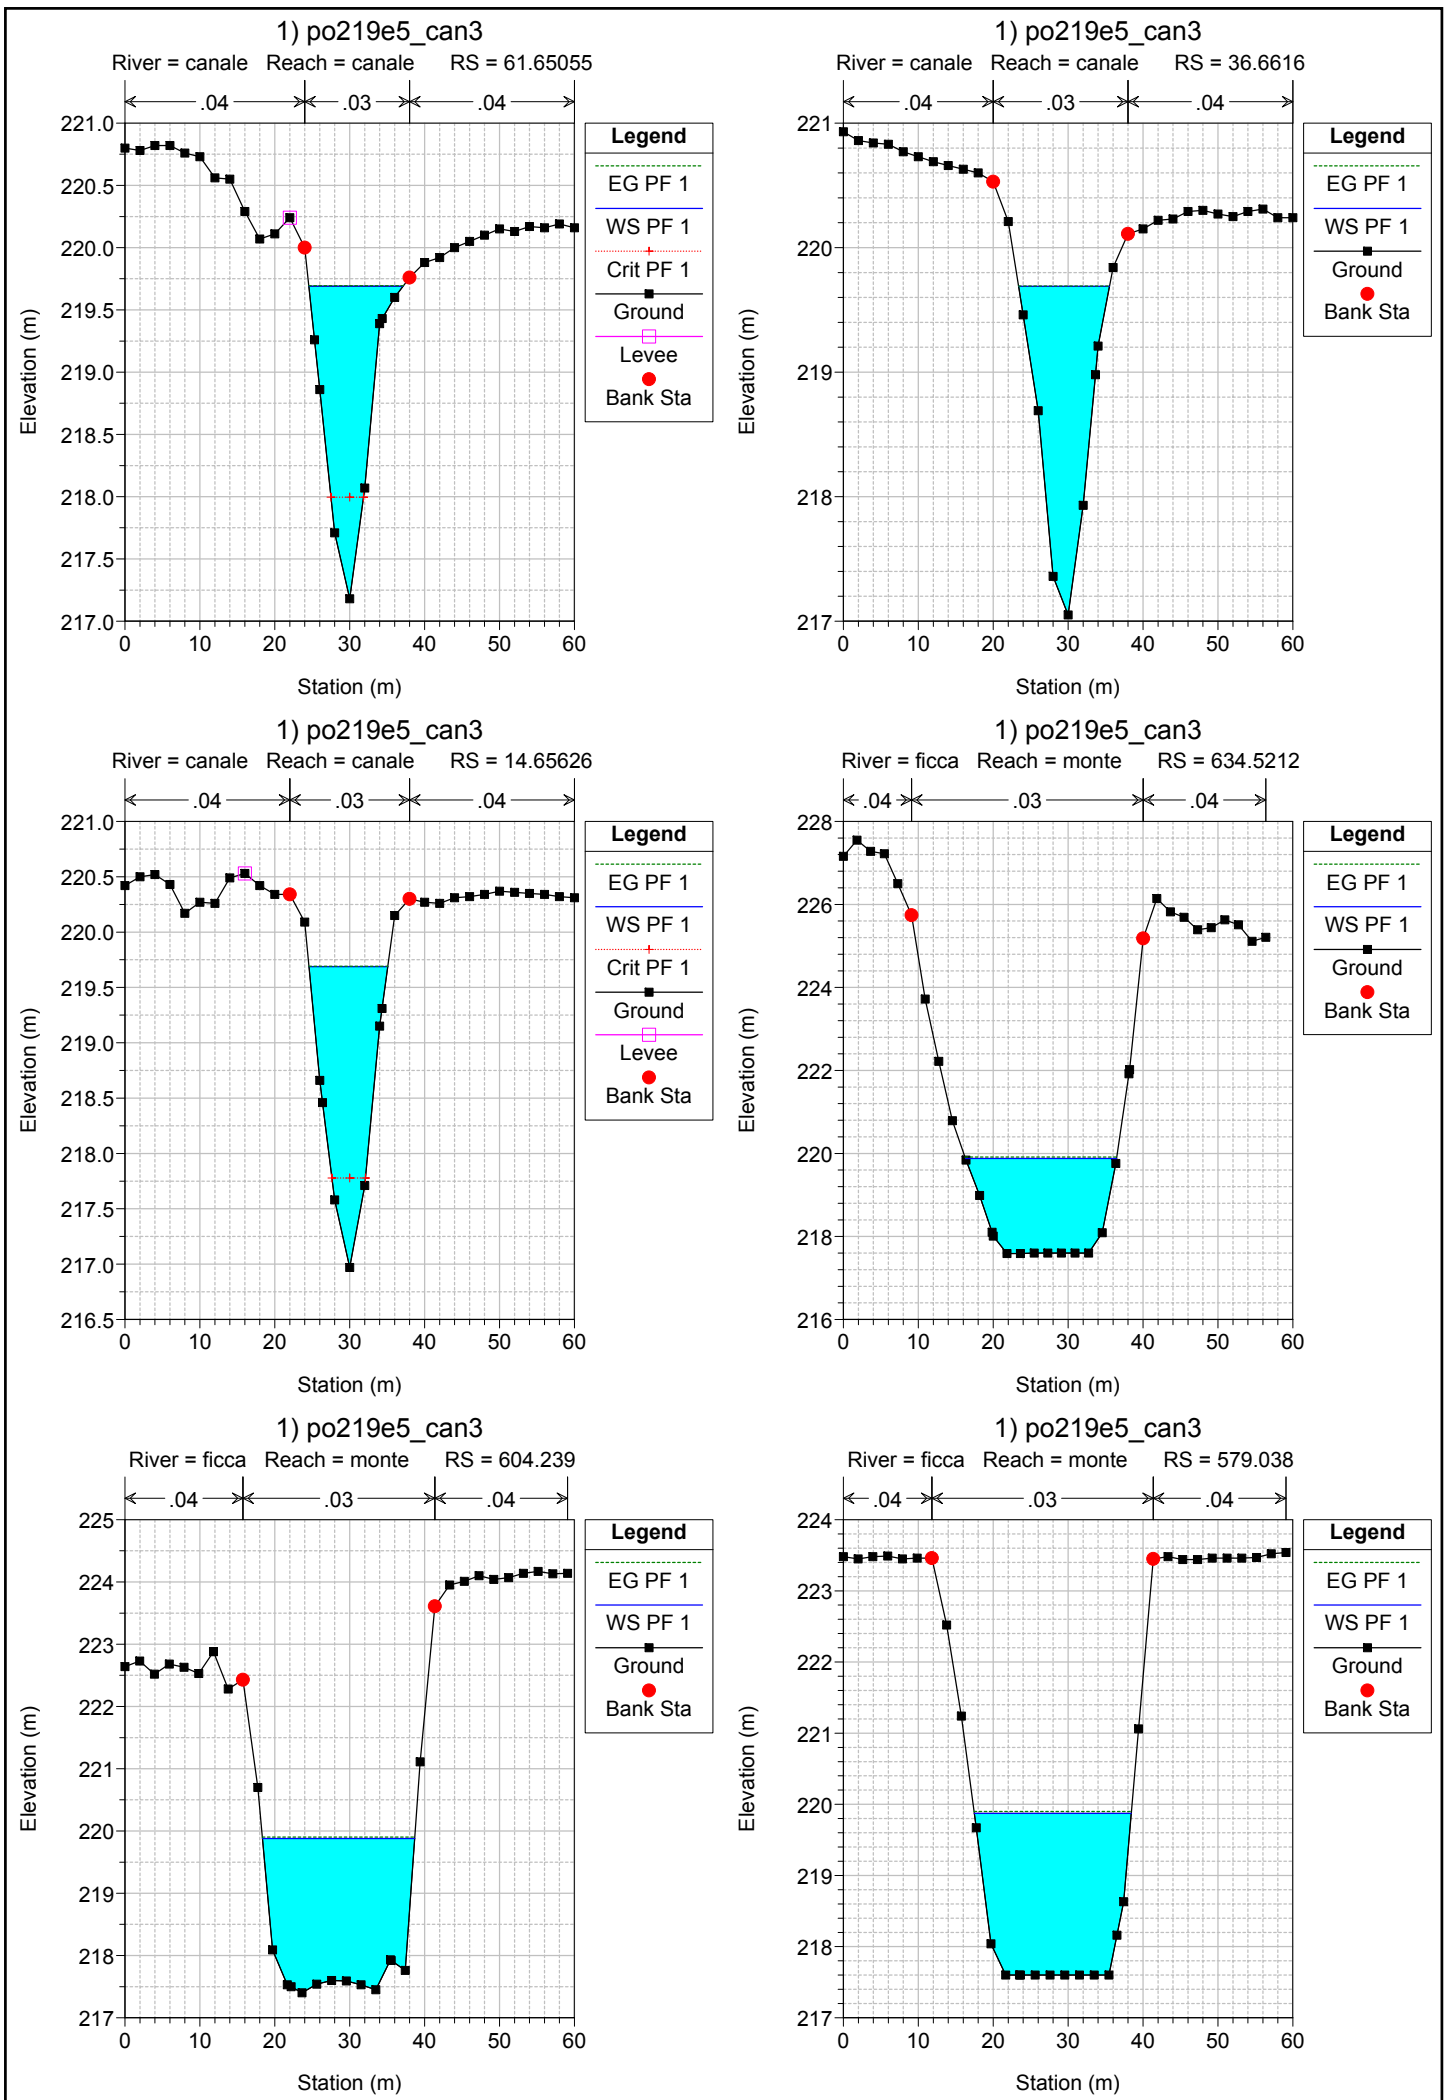 1) po219e5_can3
River = canale Reach = canale RS = 61.65055
.04 .03 .04
221.0
220.5
220.0
219.5
219.0
218.5
218.0
217.5
217.0
Elevation (m)
0 10 20 30 40 50 60
Station (m)
Legend
EG PF 1
WS PF 1
Crit PF 1
Ground
Levee
Bank Sta
1) po219e5_can3
River = canale Reach = canale RS = 36.6616
.04 .03 .04
221
220
219
218
217
Elevation (m)
0 10 20 30 40 50 60
Station (m)
Legend
EG PF 1
WS PF 1
Ground
Bank Sta
1) po219e5_can3
River = canale Reach = canale RS = 14.65626
.04 .03 .04
221.0
220.5
220.0
219.5
219.0
218.5
218.0
217.5
217.0
216.5
Elevation (m)
0 10 20 30 40 50 60
Station (m)
Legend
EG PF 1
WS PF 1
Crit PF 1
Ground
Levee
Bank Sta
1) po219e5_can3
River = ficca Reach = monte RS = 634.5212
.04 .03 .04
228
226
224
222
220
218
216
Elevation (m)
0 10 20 30 40 50 60
Station (m)
Legend
EG PF 1
WS PF 1
Ground
Bank Sta
1) po219e5_can3
River = ficca Reach = monte RS = 604.239
.04 .03 .04
225
224
223
222
221
220
219
218
217
Elevation (m)
0 10 20 30 40 50 60
Station (m)
Legend
EG PF 1
WS PF 1
Ground
Bank Sta
1) po219e5_can3
River = ficca Reach = monte RS = 579.038
.04 .03 .04
224
223
222
221
220
219
218
217
Elevation (m)
0 10 20 30 40 50 60
Station (m)
Legend
EG PF 1
WS PF 1
Ground
Bank Sta